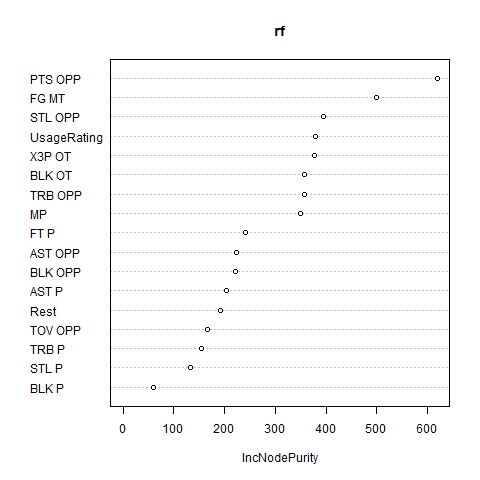 rf
PTS OPP
FG MT
STL OPP
UsageRating
X3P OT
BLK OT
TRB OPP
MP
FT P
AST OPP
BLK OPP
AST P
Rest
TOV OPP
TRB P
STL P
BLK P
0 100 200 300 400 500 600
IncNodePurity